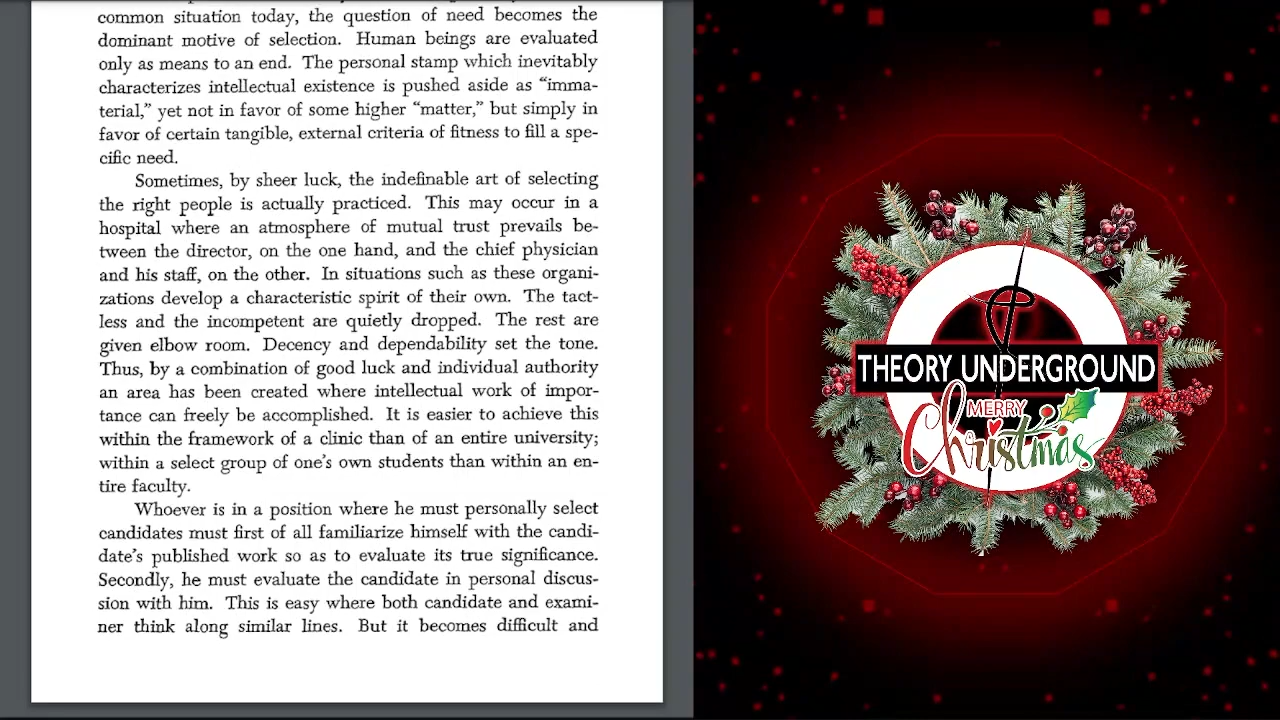 common situation today, the question of need becomes the
dominant motive of selection. Human beings are evaluated
only as means to an end. The personal stamp which inevitably
characterizes intellectual existence is pushed aside as “imma-
terial,” yet not in favor of some higher “matter,” but simply in
favor of certain tangible, external criteria of fitness to fill a spe-
cific need.
Sometimes, by sheer luck, the indefinable art of selecting
the right people is actually practiced. This may occur in a
hospital where an atmosphere of mutual trust prevails be-
tween the director, on the one hand, and the chief physician
and his staff, on the other. In situations such as these organi-
zations develop a characteristic spirit of their own. The tact-
less and the incompetent are quietly dropped. The rest are
given elbow room. Decency and dependability set the tone.
Thus, by a combination of good luck and individual authority
an area has been created where intellectual work of impor-
tance can freely be accomplished. It is easier to achieve this
within the framework of a clinic than of an entire university;
within a select group of one’s own students than within an en-
tire faculty.
Whoever is in a position where he must personally select
candidates must first of all familiarize himself with the candi-
date’s published work so as to evaluate its true significance.
Secondly, he must evaluate the candidate in personal discus-
sion with him. This is easy where both candidate and exami-
ner think along similar lines. But it becomes difficult and
THEORY UNDERGROUND
MERRY
Christmas